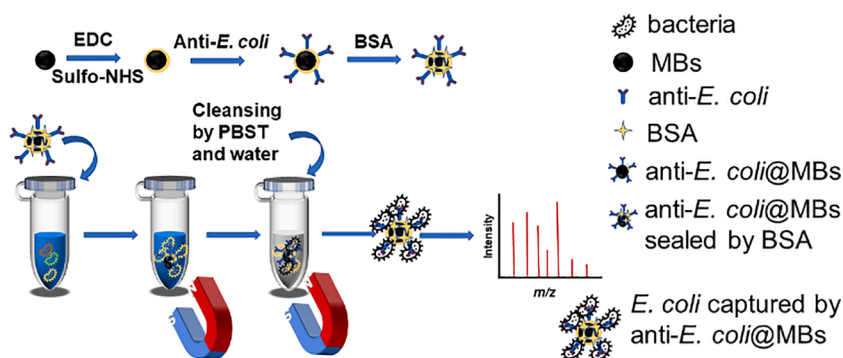 EDC
Sulfo-NHS
Anti-E. coli
BSA
Cleansing
by PBST
and water
Intensity
m/z
bacteria
MBs
anti-E. coli
BSA
anti-E. coli@MBs
anti-E. coli@MBs
sealed by BSA
E. coli captured by
anti-E. coli@MBs